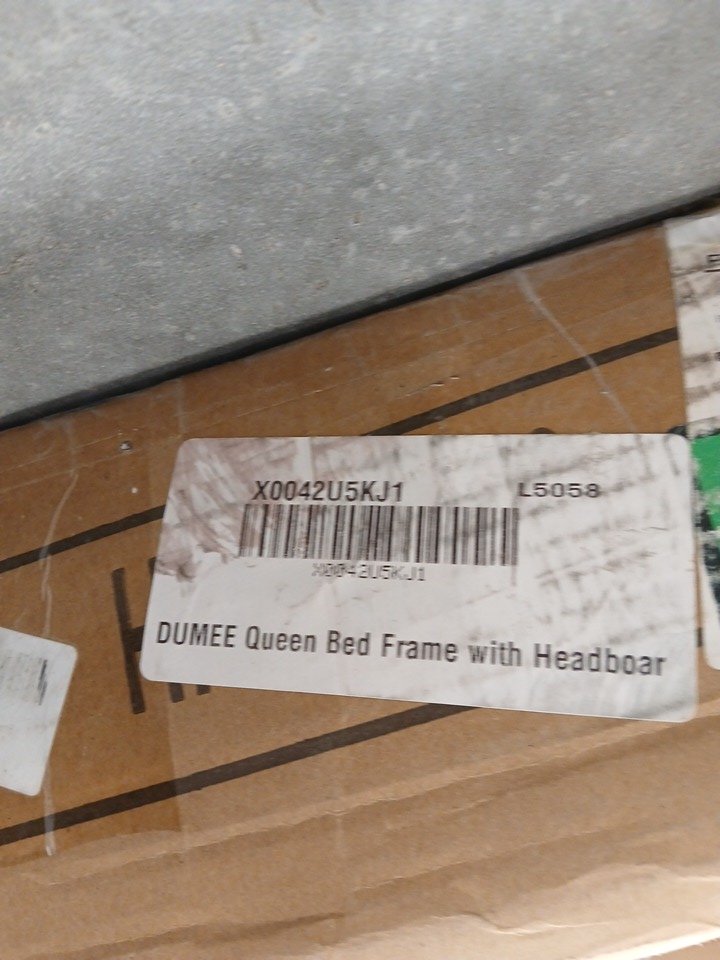 X0042U5KJ1 L5058
X0042U5KJ1
DUMEE Queen Bed Frame with Headboar